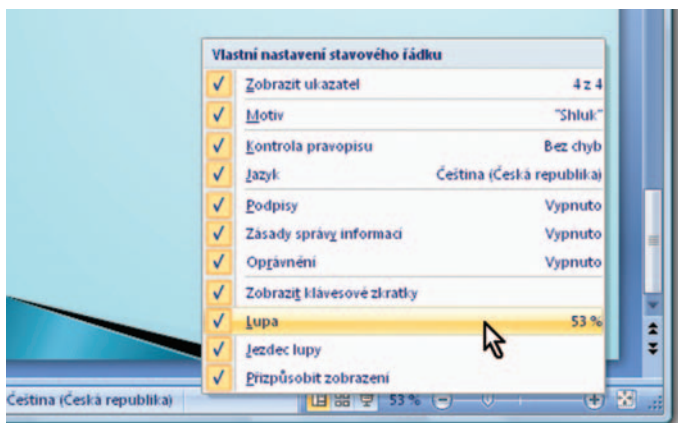 Vlastní nastavení stavového řádku
Zobrazit ukazatel 4 z 4
Motiv "Shluk"
Kontrola pravopisu Bez chyb
Jazyk Čeština (Česká republika)
Podpisy Vypnuto
Zásady správy informací Vypnuto
Oprávnění Vypnuto
Zobrazit klávesové zkratky
Lupa 53 %
Jezdec lupy
Přizpůsobit zobrazení
Čeština (Česká republika) 53 %